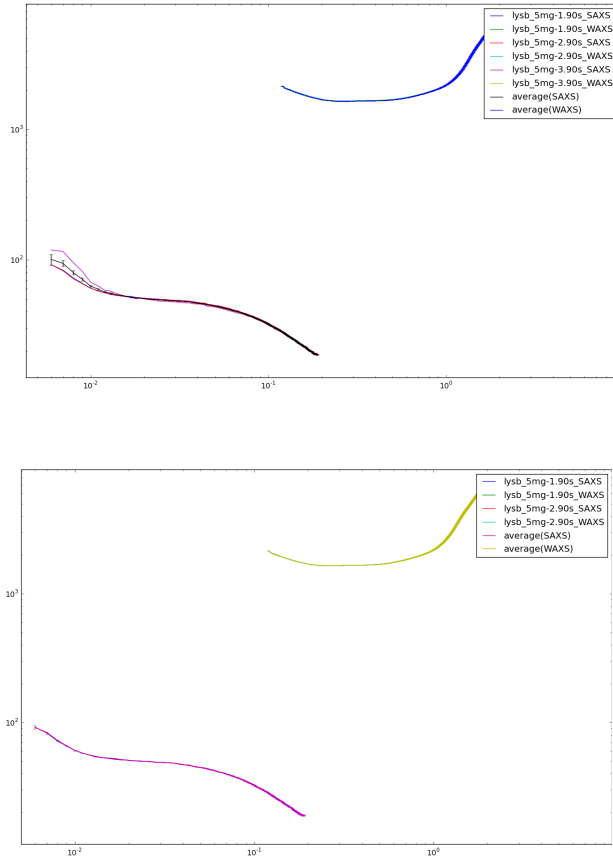 lysb_5mg-1.90s_SAXS
lysb_5mg-1.90s_WAXS
lysb_5mg-2.90s_SAXS
lysb_5mg-2.90s_WAXS
lysb_5mg-3.90s_SAXS
lysb_5mg-3.90s_WAXS
average(SAXS)
average(WAXS)
10³
10²
10⁻² 10⁻¹ 10⁰
lysb_5mg-1.90s_SAXS
lysb_5mg-1.90s_WAXS
lysb_5mg-2.90s_SAXS
lysb_5mg-2.90s_WAXS
average(SAXS)
average(WAXS)
10³
10²
10⁻² 10⁻¹ 10⁰